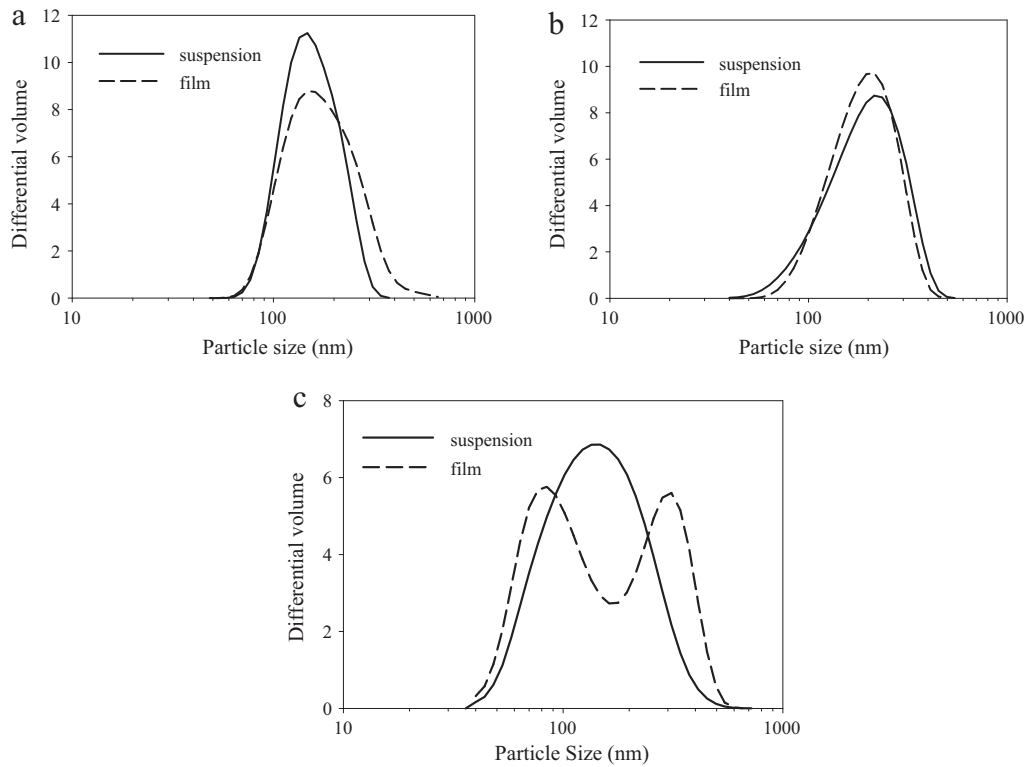 a
12
10
8
6
4
2
0
Differential volume
suspension
film
10
100
1000
Particle size (nm)
b
12
10
8
6
4
2
0
Differential volume
suspension
film
10
100
1000
Particle size (nm)
c
8
6
4
2
0
Differential volume
suspension
film
10
100
1000
Particle Size (nm)